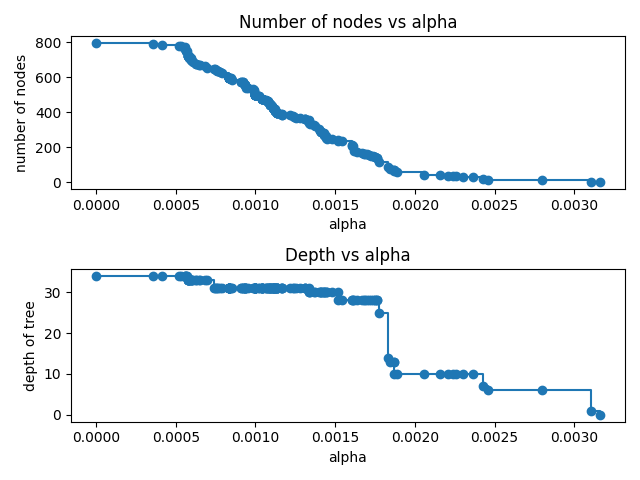 Number of nodes vs alpha
number of nodes
800
600
400
200
0
0.0000 0.0005 0.0010 0.0015 0.0020 0.0025 0.0030
alpha
Depth vs alpha
depth of tree
30
20
10
0
0.0000 0.0005 0.0010 0.0015 0.0020 0.0025 0.0030
alpha